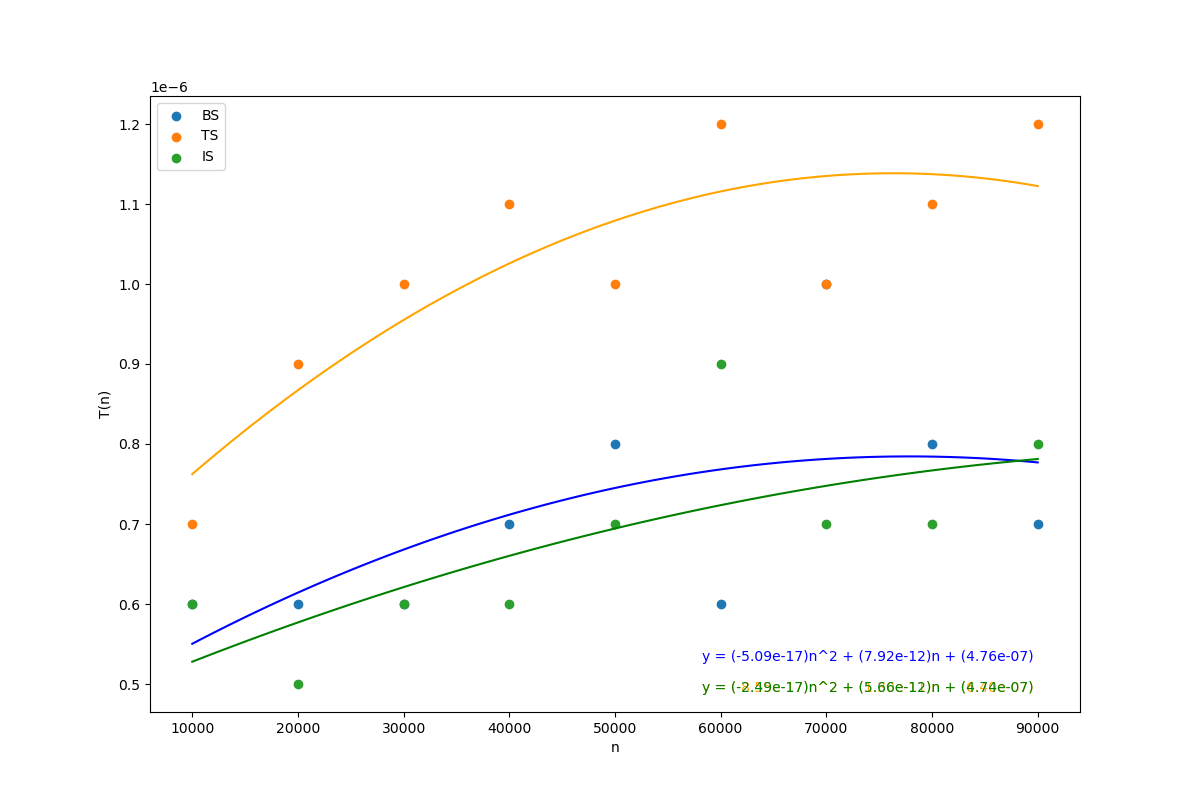 1e−6
BS
TS
IS
1.2
1.1
1.0
0.9
0.8
0.7
0.6
0.5
T(n)
y = (-5.09e-17)n^2 + (7.92e-12)n + (4.76e-07)
y = (-2.49e-17)n^2 + (5.66e-12)n + (4.74e-07)
10000 20000 30000 40000 50000 60000 70000 80000 90000
n